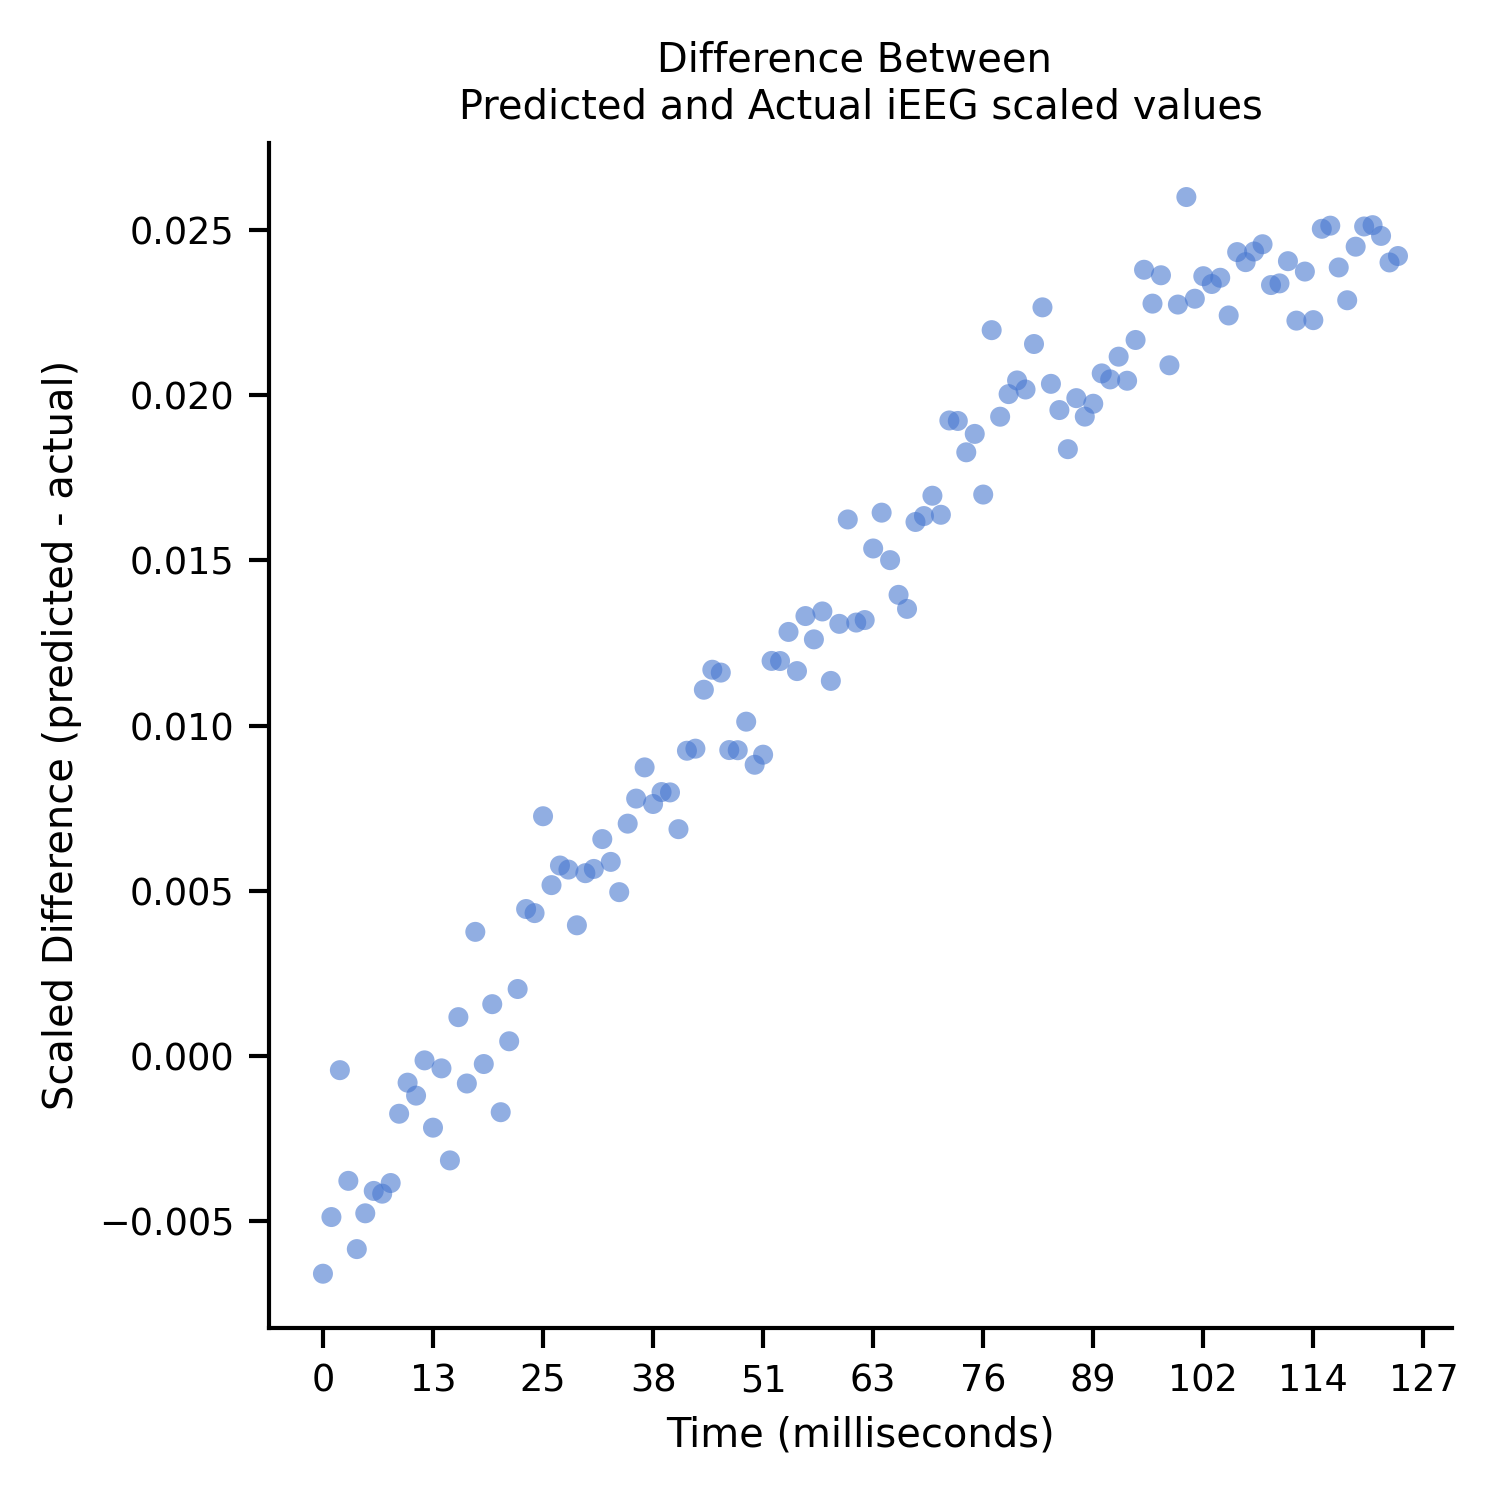 Difference Between
Predicted and Actual iEEG scaled values
Scaled Difference (predicted - actual)
0.025
0.020
0.015
0.010
0.005
0.000
−0.005
0 13 25 38 51 63 76 89 102 114 127
Time (milliseconds)